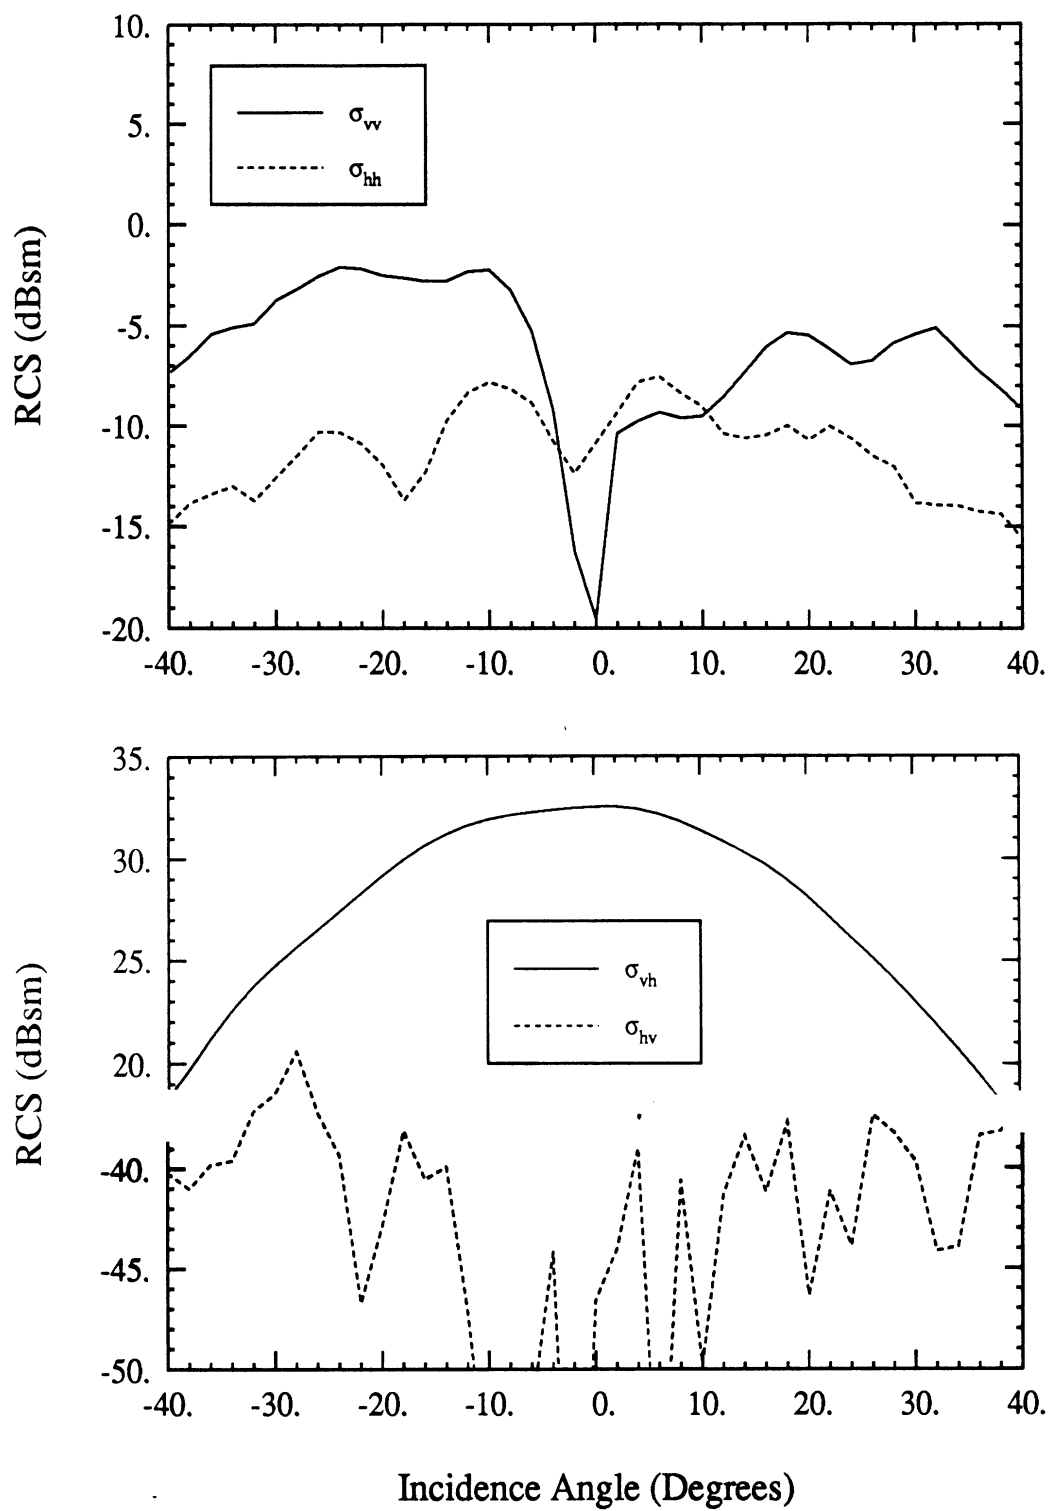 10.
5.
0.
-5.
-10.
-15.
-20.
RCS (dBsm)
σvv
σhh
-40. -30. -20. -10. 0. 10. 20. 30. 40.
35.
30.
25.
20.
-40.
-45.
-50.
RCS (dBsm)
σvh
σhv
-40. -30. -20. -10. 0. 10. 20. 30. 40.
Incidence Angle (Degrees)